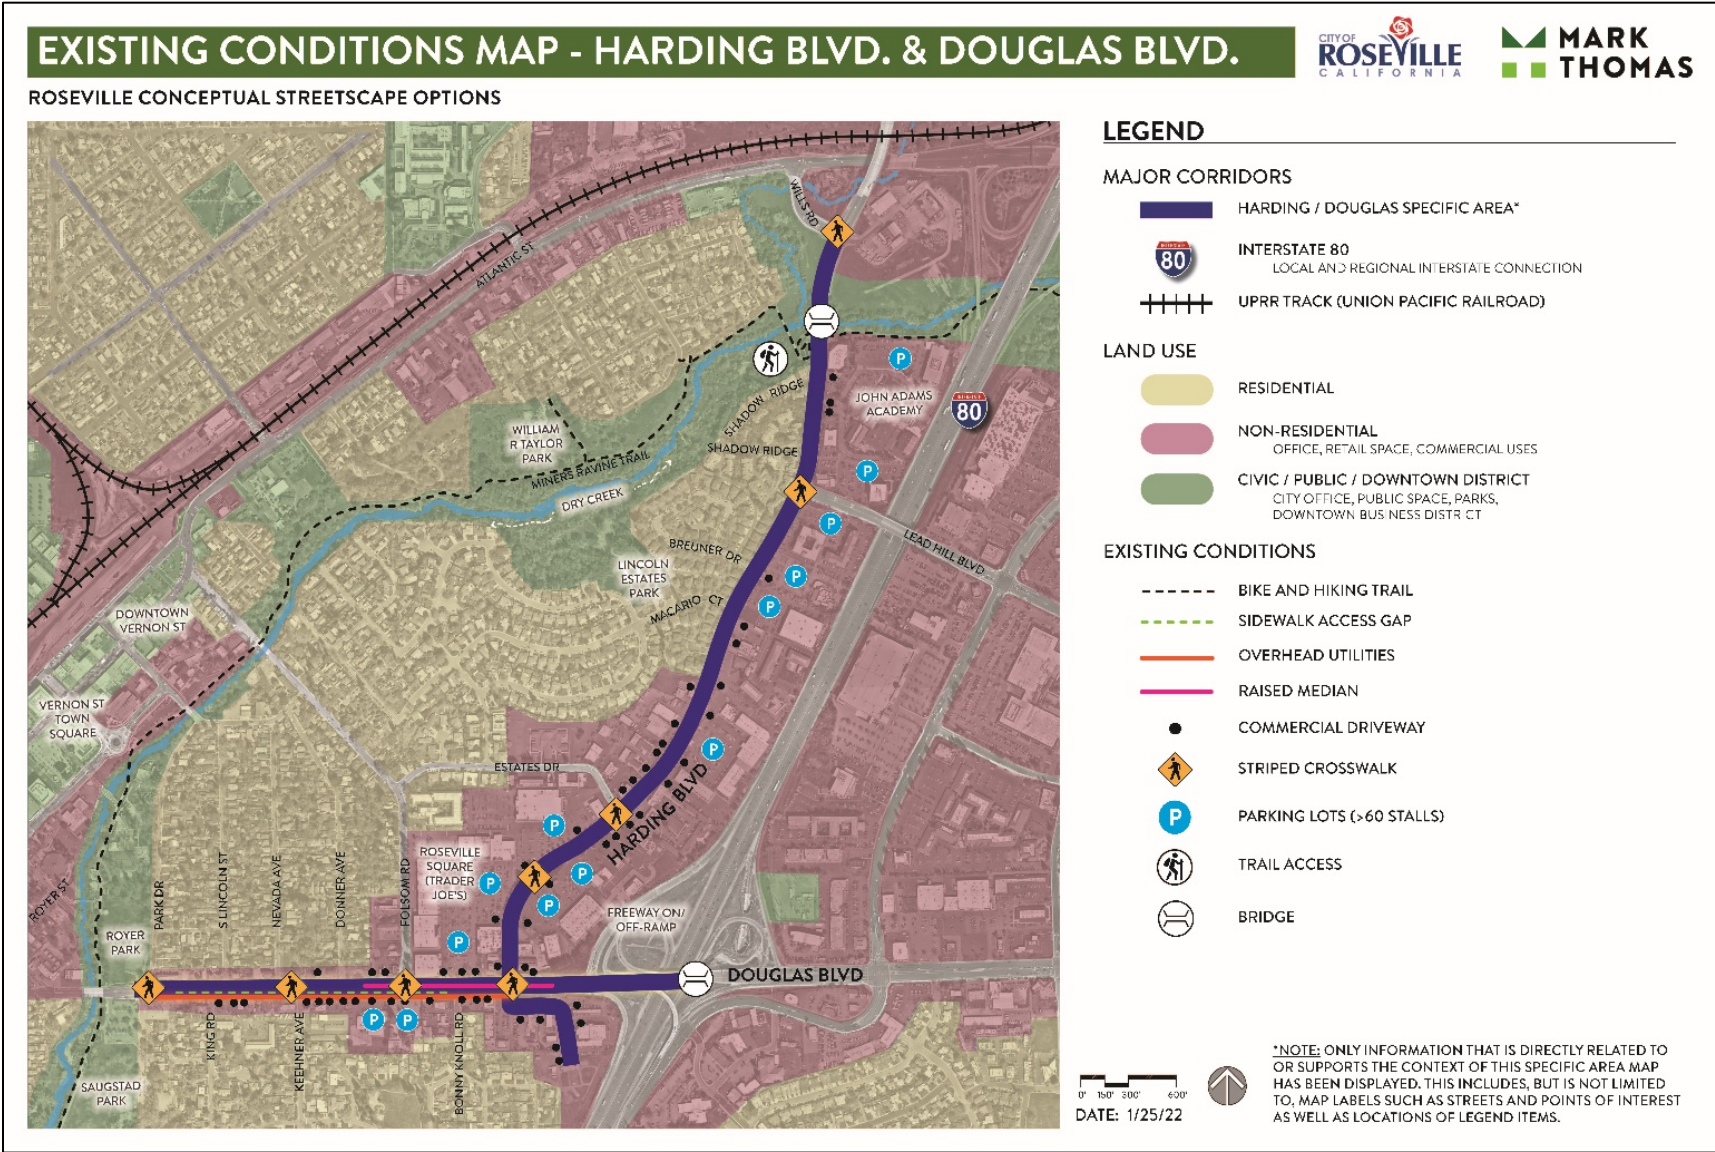 EXISTING CONDITIONS MAP - HARDING BLVD. & DOUGLAS BLVD.
CITY OF
ROSEVILLE
CALIFORNIA
MARK
THOMAS
ROSEVILLE CONCEPTUAL STREETSCAPE OPTIONS
WILLS RD
ATLANTIC ST
JOHN ADAMS
ACADEMY
80
SHADOW RIDGE
SHADOW RIDGE
WILLIAM
R TAYLOR
PARK
MINERS RAVINE TRAIL
DRY CREEK
LEAD HILL BLVD
BREUNER DR
LINCOLN
ESTATES
PARK
MACARIO CT
DOWNTOWN
VERNON ST
VERNON ST
TOWN
SQUARE
ESTATES DR
HARDING BLVD
ROSEVILLE
SQUARE
(TRADER
JOE'S)
ROYER ST
PARK DR
S LINCOLN ST
NEVADA AVE
DONNER AVE
FOLSOM RD
FREEWAY ON/
OFF-RAMP
ROYER
PARK
DOUGLAS BLVD
KING RD
KEEHNER AVE
BONNY KNOLL RD
SAUGSTAD
PARK
P
P
P
P
P
P
P
P
P
P
P
P
P
LEGEND
MAJOR CORRIDORS
HARDING / DOUGLAS SPECIFIC AREA*
80
INTERSTATE 80
LOCAL AND REGIONAL INTERSTATE CONNECTION
UPRR TRACK (UNION PACIFIC RAILROAD)
LAND USE
RESIDENTIAL
NON-RESIDENTIAL
OFFICE, RETAIL SPACE, COMMERCIAL USES
CIVIC / PUBLIC / DOWNTOWN DISTRICT
CITY OFFICE, PUBLIC SPACE, PARKS,
DOWNTOWN BUS NESS DISTR CT
EXISTING CONDITIONS
BIKE AND HIKING TRAIL
SIDEWALK ACCESS GAP
OVERHEAD UTILITIES
RAISED MEDIAN
COMMERCIAL DRIVEWAY
STRIPED CROSSWALK
P
PARKING LOTS (>60 STALLS)
TRAIL ACCESS
BRIDGE
0' 150' 300' 600'
DATE: 1/25/22
*NOTE: ONLY INFORMATION THAT IS DIRECTLY RELATED TO
OR SUPPORTS THE CONTEXT OF THIS SPECIFIC AREA MAP
HAS BEEN DISPLAYED. THIS INCLUDES, BUT IS NOT LIMITED
TO, MAP LABELS SUCH AS STREETS AND POINTS OF INTEREST
AS WELL AS LOCATIONS OF LEGEND ITEMS.